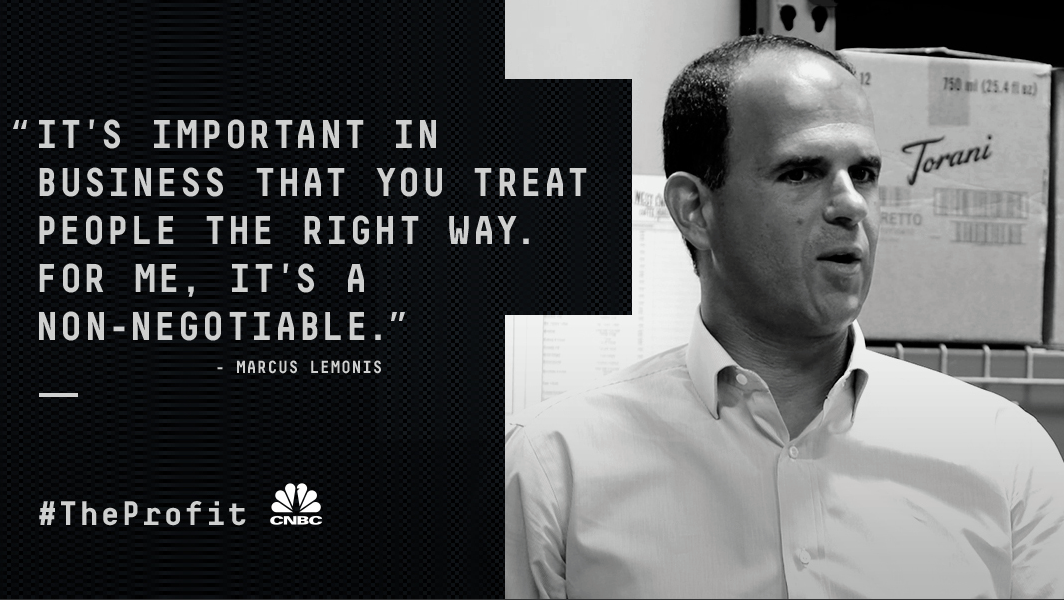 “IT'S IMPORTANT IN
BUSINESS THAT YOU TREAT
PEOPLE THE RIGHT WAY.
FOR ME, IT'S A
NON-NEGOTIABLE.”
- MARCUS LEMONIS
#TheProfit
CNBC
12
750 ml (25.4 fl oz)
Torani